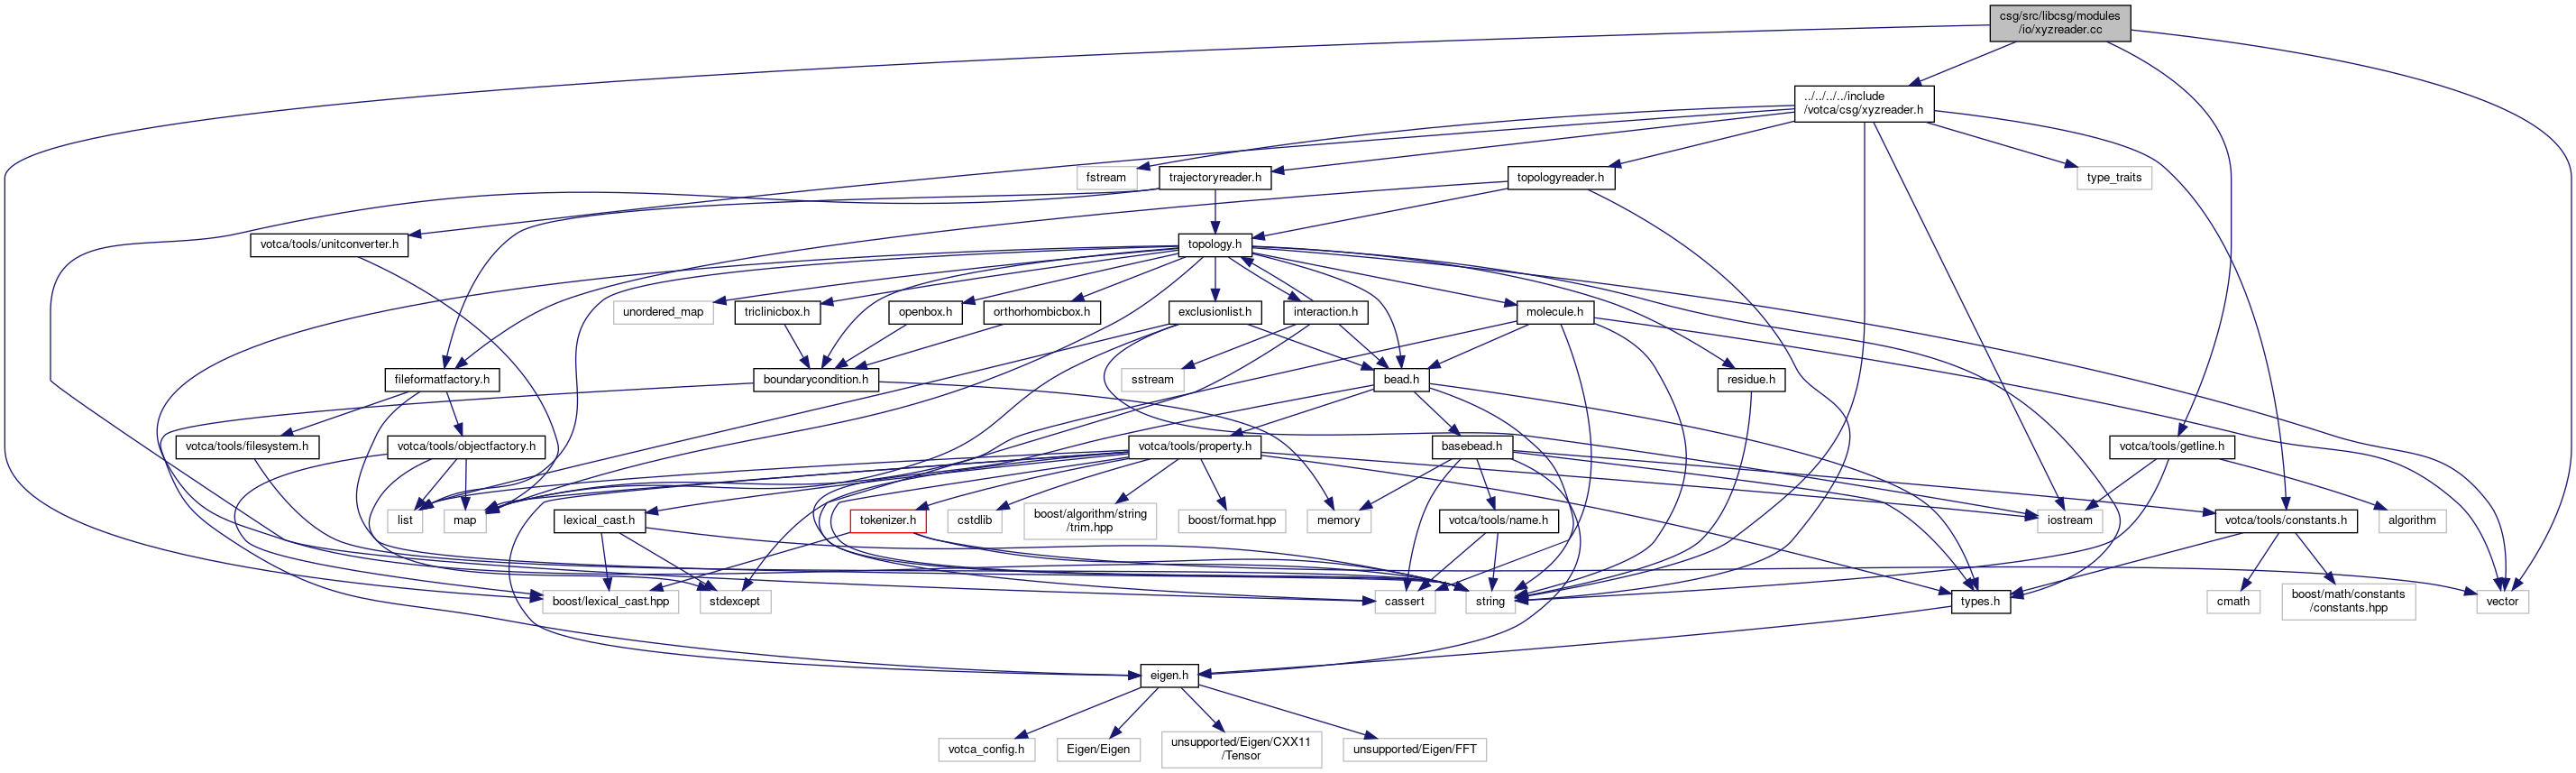 csg/src/libcsg/modules
/io/xyzreader.cc
../../../../include
/votca/csg/xyzreader.h
fstream
trajectoryreader.h
topologyreader.h
type_traits
votca/tools/unitconverter.h
topology.h
unordered_map
triclinicbox.h
openbox.h
orthorhombicbox.h
exclusionlist.h
interaction.h
molecule.h
fileformatfactory.h
boundarycondition.h
sstream
bead.h
residue.h
votca/tools/filesystem.h
votca/tools/objectfactory.h
votca/tools/property.h
basebead.h
votca/tools/getline.h
list
map
lexical_cast.h
tokenizer.h
cstdlib
boost/algorithm/string
/trim.hpp
boost/format.hpp
memory
votca/tools/name.h
iostream
votca/tools/constants.h
algorithm
boost/lexical_cast.hpp
stdexcept
cassert
string
types.h
cmath
boost/math/constants
/constants.hpp
vector
eigen.h
votca_config.h
Eigen/Eigen
unsupported/Eigen/CXX11
/Tensor
unsupported/Eigen/FFT